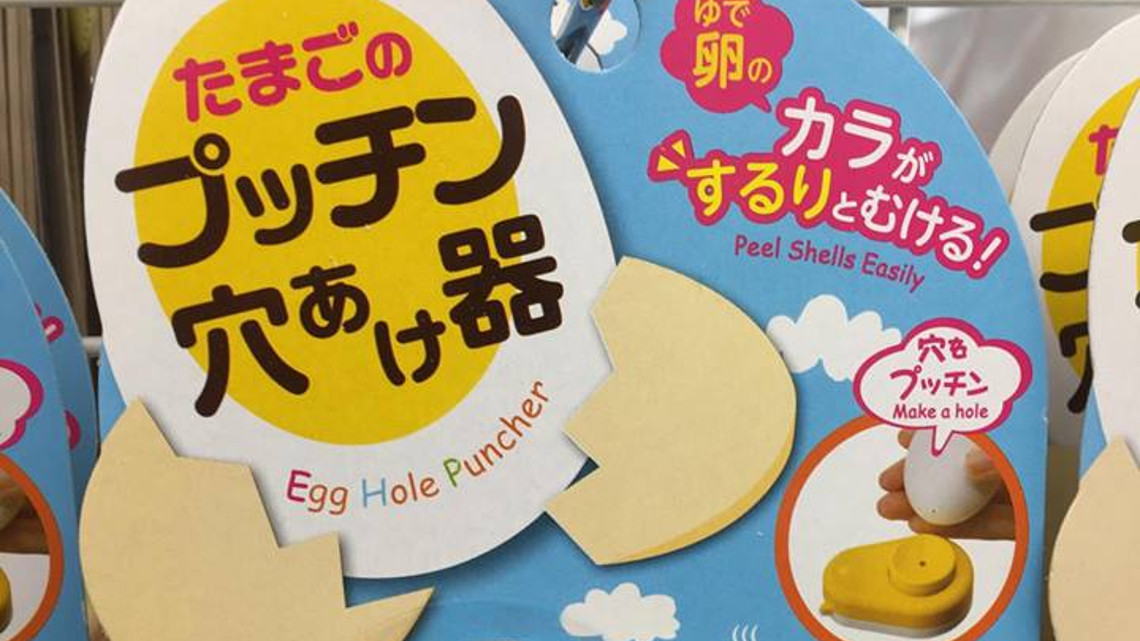 たまごの
プッチン
穴あけ器
Egg Hole Puncher
ゆで
卵の
カラが
するりとむける!
Peel Shells Easily
穴を
プッチン
Make a hole